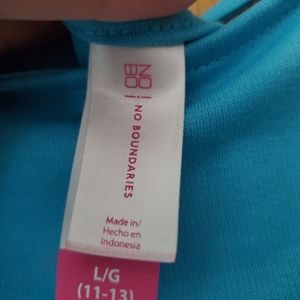 NO
BO
NO BOUNDARIES
Made in/
Hecho en
Indonesia
L/G
(11-13)